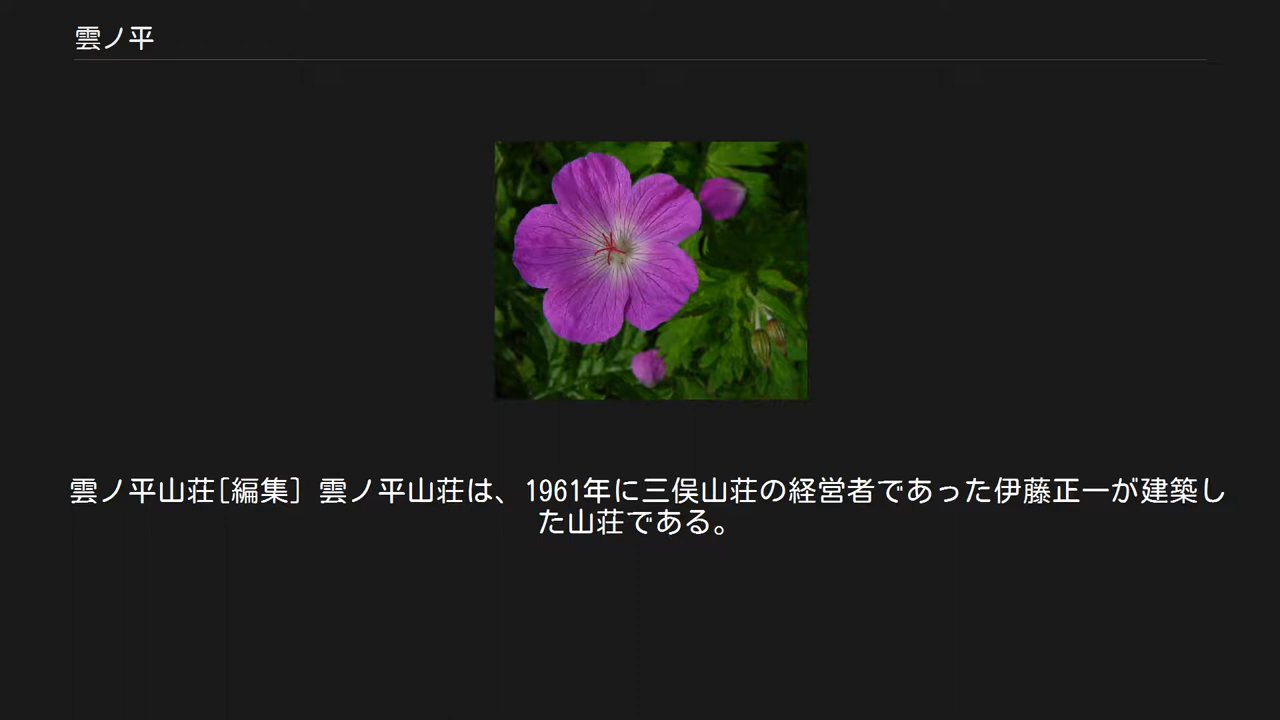 雲ノ平
雲ノ平山荘[編集] 雲ノ平山荘は、1961年に三俣山荘の経営者であった伊藤正一が建築し
た山荘である。